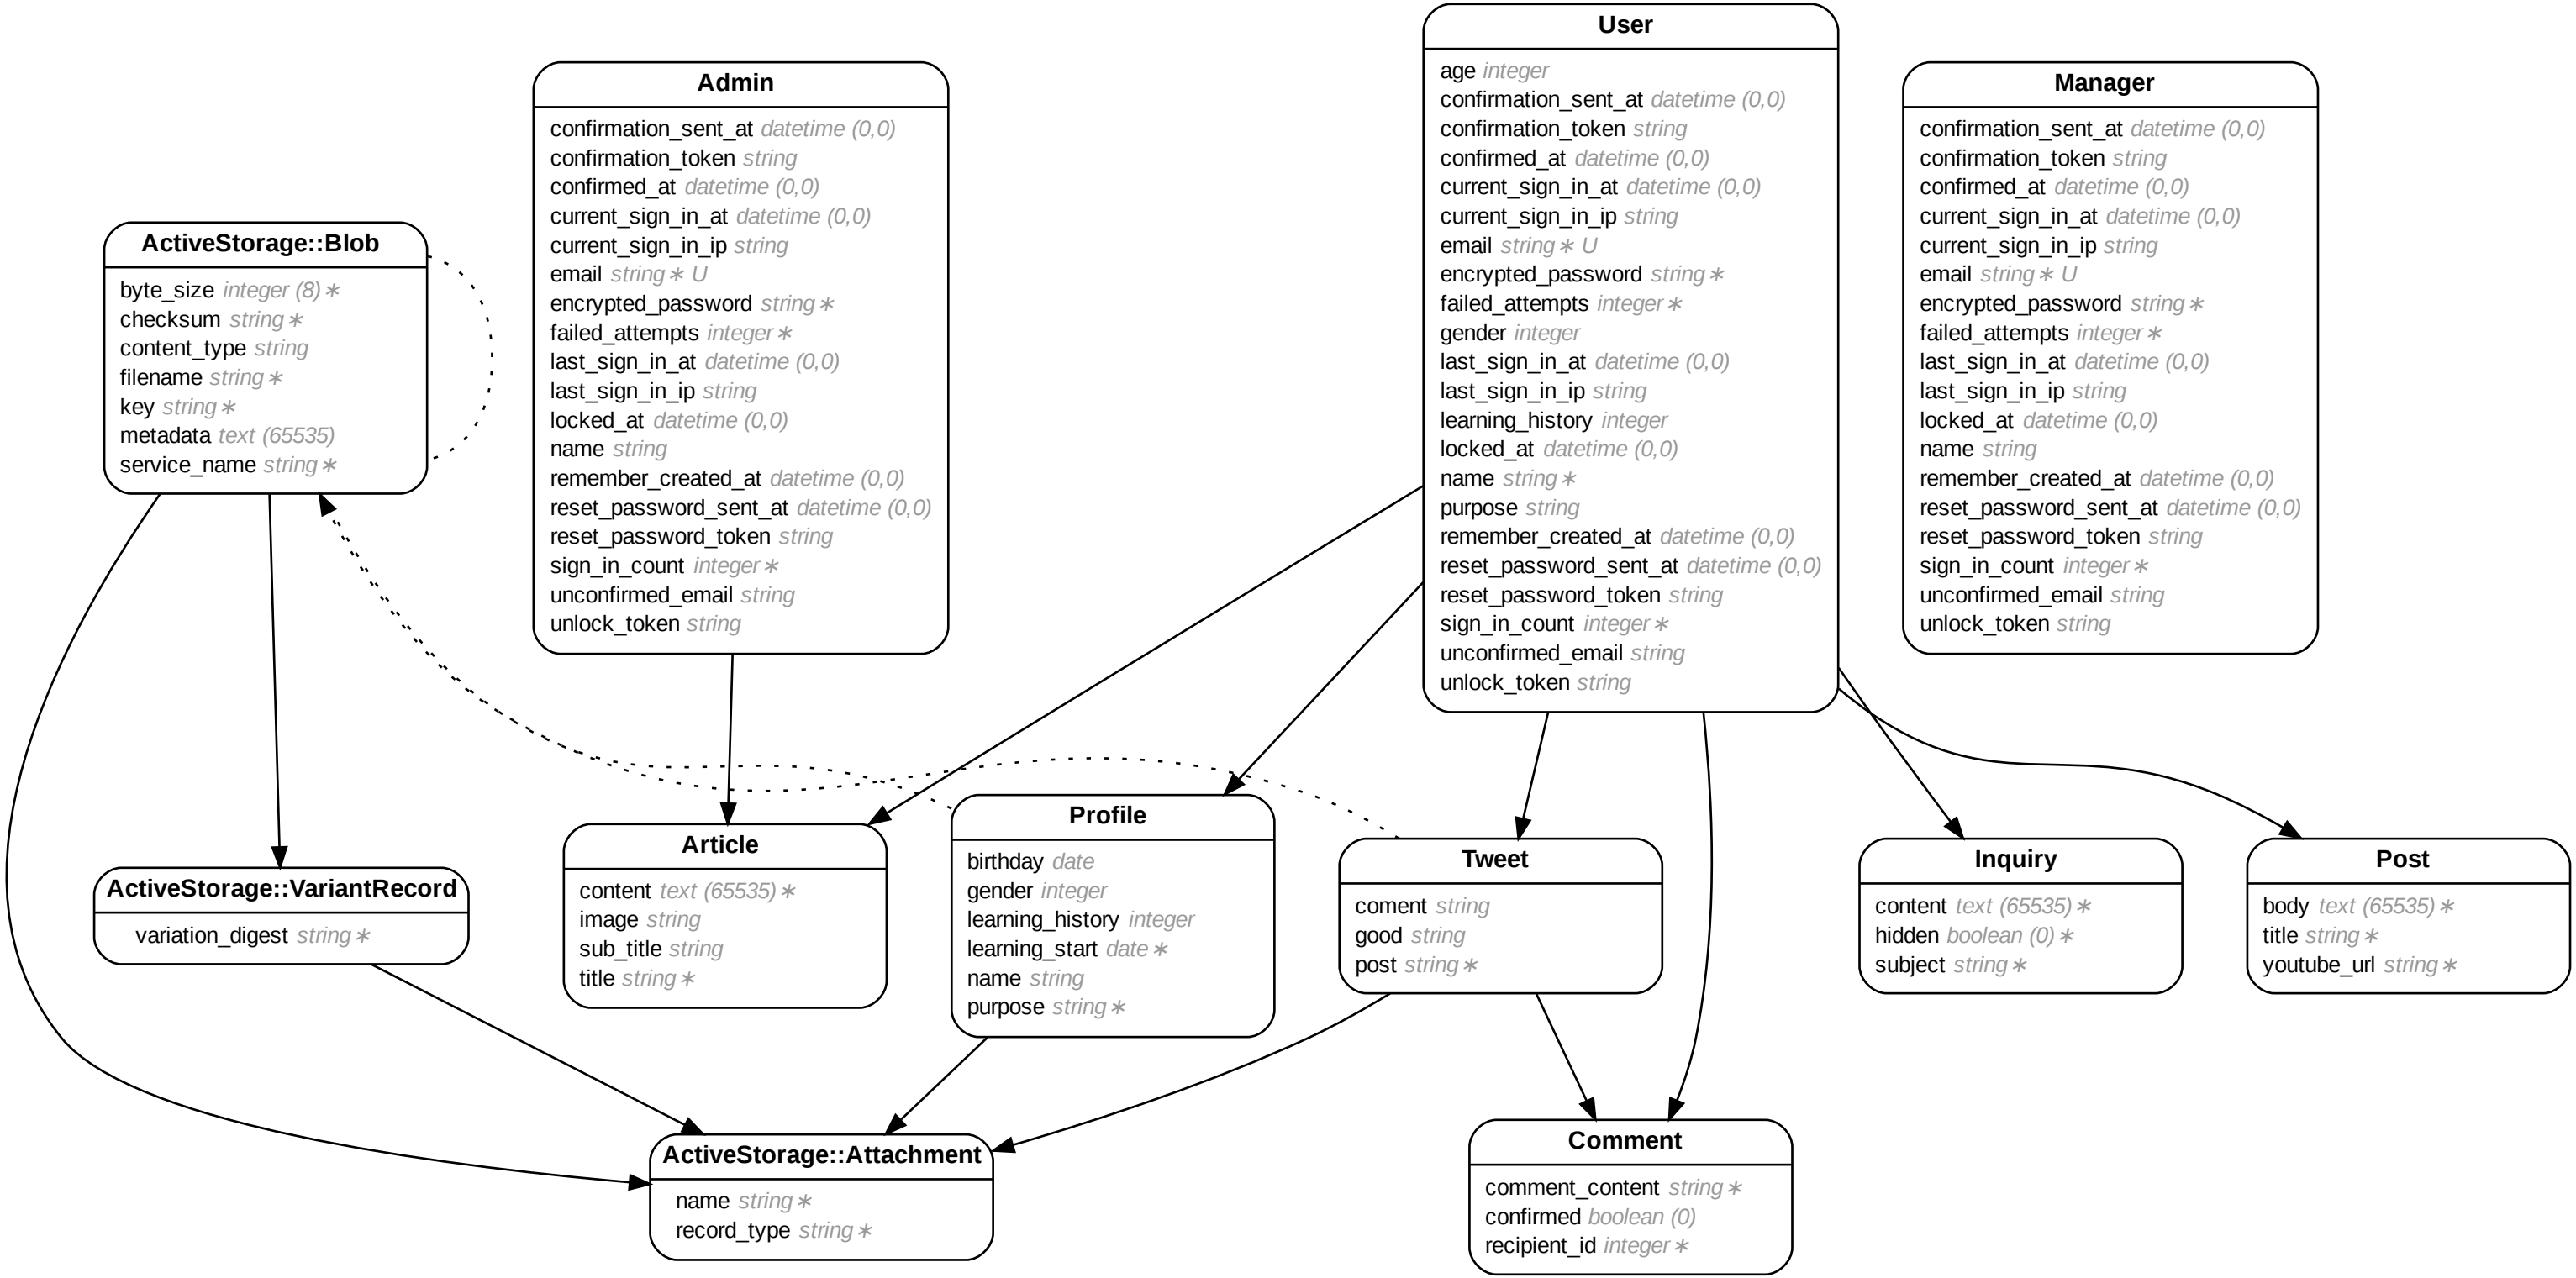 User
age integer
confirmation_sent_at datetime (0,0)
confirmation_token string
confirmed_at datetime (0,0)
current_sign_in_at datetime (0,0)
current_sign_in_ip string
email string∗ U
encrypted_password string∗
failed_attempts integer∗
gender integer
last_sign_in_at datetime (0,0)
last_sign_in_ip string
learning_history integer
locked_at datetime (0,0)
name string∗
purpose string
remember_created_at datetime (0,0)
reset_password_sent_at datetime (0,0)
reset_password_token string
sign_in_count integer∗
unconfirmed_email string
unlock_token string
Admin
confirmation_sent_at datetime (0,0)
confirmation_token string
confirmed_at datetime (0,0)
current_sign_in_at datetime (0,0)
current_sign_in_ip string
email string∗ U
encrypted_password string∗
failed_attempts integer∗
last_sign_in_at datetime (0,0)
last_sign_in_ip string
locked_at datetime (0,0)
name string
remember_created_at datetime (0,0)
reset_password_sent_at datetime (0,0)
reset_password_token string
sign_in_count integer∗
unconfirmed_email string
unlock_token string
Manager
confirmation_sent_at datetime (0,0)
confirmation_token string
confirmed_at datetime (0,0)
current_sign_in_at datetime (0,0)
current_sign_in_ip string
email string∗ U
encrypted_password string∗
failed_attempts integer∗
last_sign_in_at datetime (0,0)
last_sign_in_ip string
locked_at datetime (0,0)
name string
remember_created_at datetime (0,0)
reset_password_sent_at datetime (0,0)
reset_password_token string
sign_in_count integer∗
unconfirmed_email string
unlock_token string
ActiveStorage::Blob
byte_size integer (8)∗
checksum string∗
content_type string
filename string∗
key string∗
metadata text (65535)
service_name string∗
ActiveStorage::VariantRecord
variation_digest string∗
Article
content text (65535)∗
image string
sub_title string
title string∗
Profile
birthday date
gender integer
learning_history integer
learning_start date∗
name string
purpose string∗
Tweet
coment string
good string
post string∗
Inquiry
content text (65535)∗
hidden boolean (0)∗
subject string∗
Post
body text (65535)∗
title string∗
youtube_url string∗
ActiveStorage::Attachment
name string∗
record_type string∗
Comment
comment_content string∗
confirmed boolean (0)
recipient_id integer∗